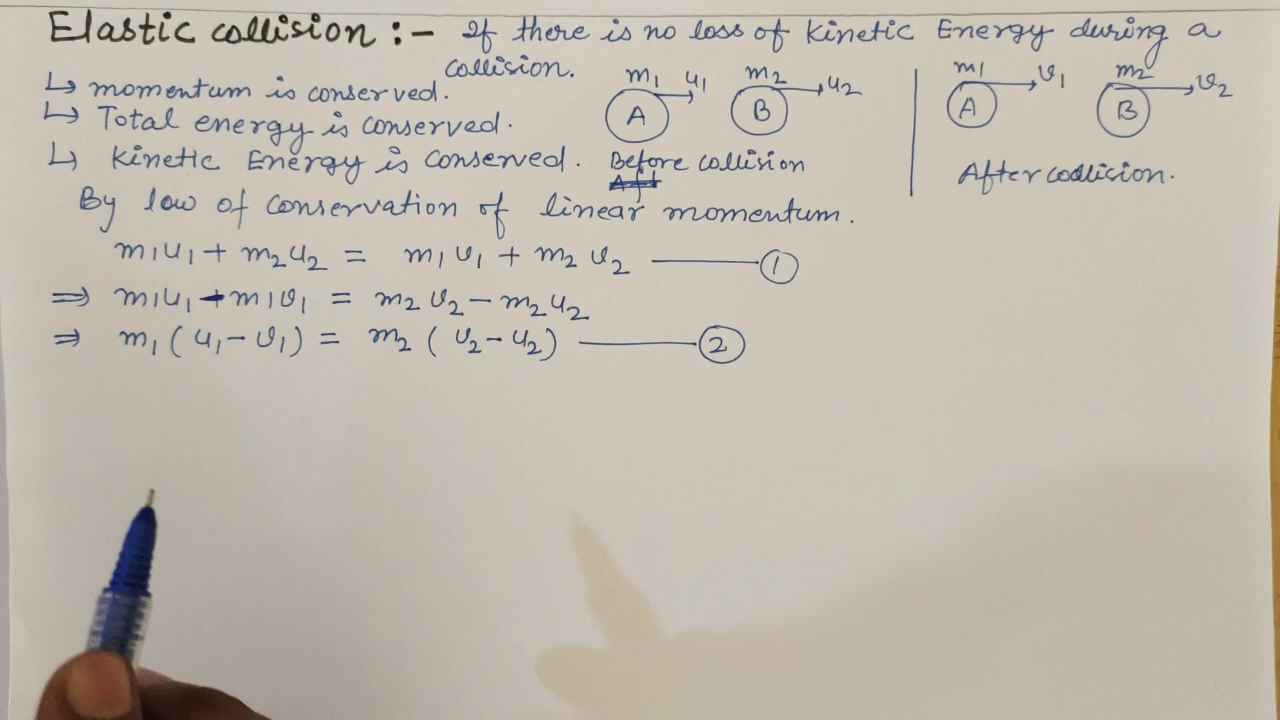 Elastic collision :- If there is no loss of Kinetic Energy during a
collision.
↳ momentum is conserved.
↳ Total energy is conserved.
↳ Kinetic Energy is conserved.
m1 u1 m2 u2
A B
Before collision
m1 v1 m2 v2
A B
After collision.
By law of conservation of linear momentum.
m1u1 + m2u2 = m1v1 + m2v2 —— 1
⇒ m1u1 - m1v1 = m2v2 - m2u2
⇒ m1 (u1 - v1) = m2 (v2 - u2) —— 2